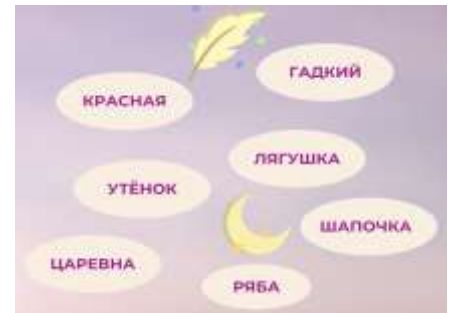 ГАДКИЙ
КРАСНАЯ
ЛЯГУШКА
УТЁНОК
ШАПОЧКА
ЦАРЕВНА
РЯБА